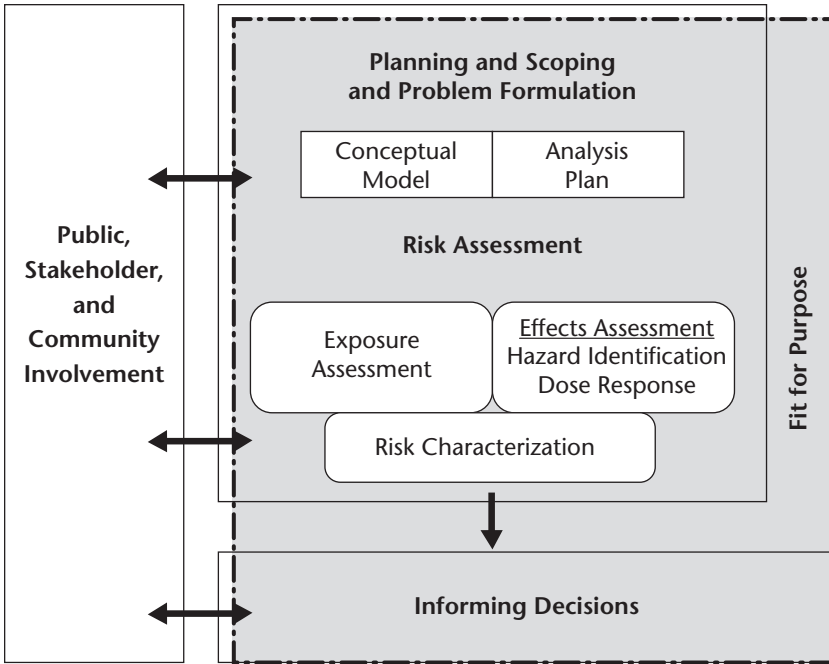 Public,
Stakeholder,
and
Community
Involvement
Planning and Scoping
and Problem Formulation
Conceptual
Model
Analysis
Plan
Risk Assessment
Exposure
Assessment
Effects Assessment
Hazard Identification
Dose Response
Risk Characterization
Informing Decisions
Fit for Purpose